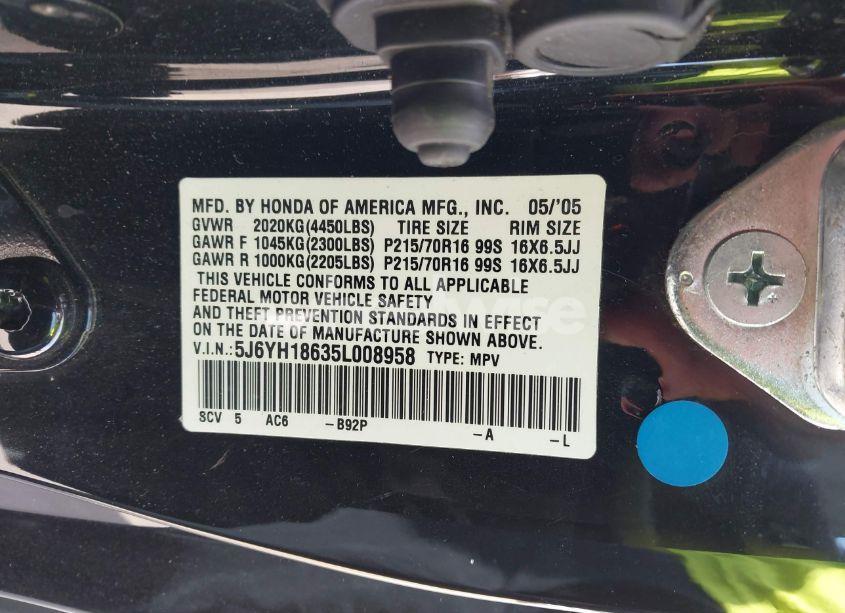 MFD. BY HONDA OF AMERICA MFG., INC. 05/'05
GVWR 2020KG(4450LBS) TIRE SIZE RIM SIZE
GAWR F 1045KG(2300LBS) P215/70R16 99S 16X6.5JJ
GAWR R 1000KG(2205LBS) P215/70R16 99S 16X6.5JJ
THIS VEHICLE CONFORMS TO ALL APPLICABLE
FEDERAL MOTOR VEHICLE SAFETY
AND THEFT PREVENTION STANDARDS IN EFFECT
ON THE DATE OF MANUFACTURE SHOWN ABOVE.
V.I.N.:5J6YH18635L008958 TYPE: MPV
SCV 5 AC6 -B92P -A -L